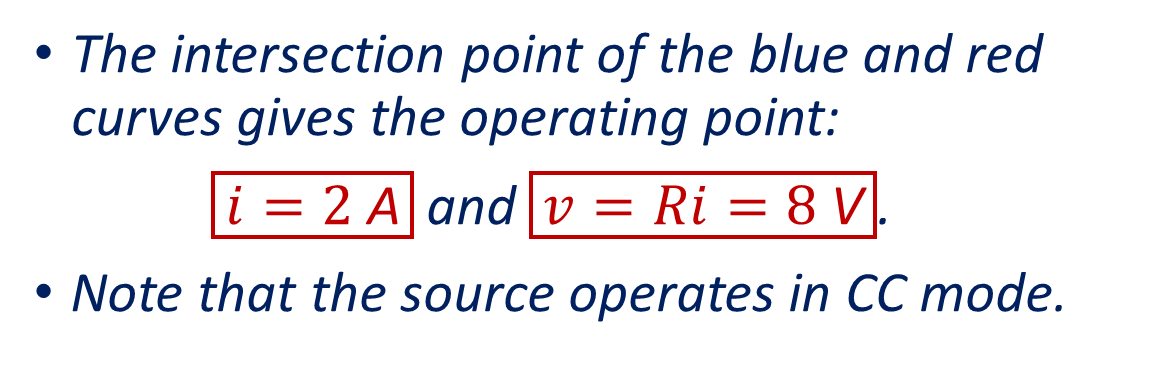 • The intersection point of the blue and red
curves gives the operating point:
i = 2 A and v = Ri = 8 V.
• Note that the source operates in CC mode.